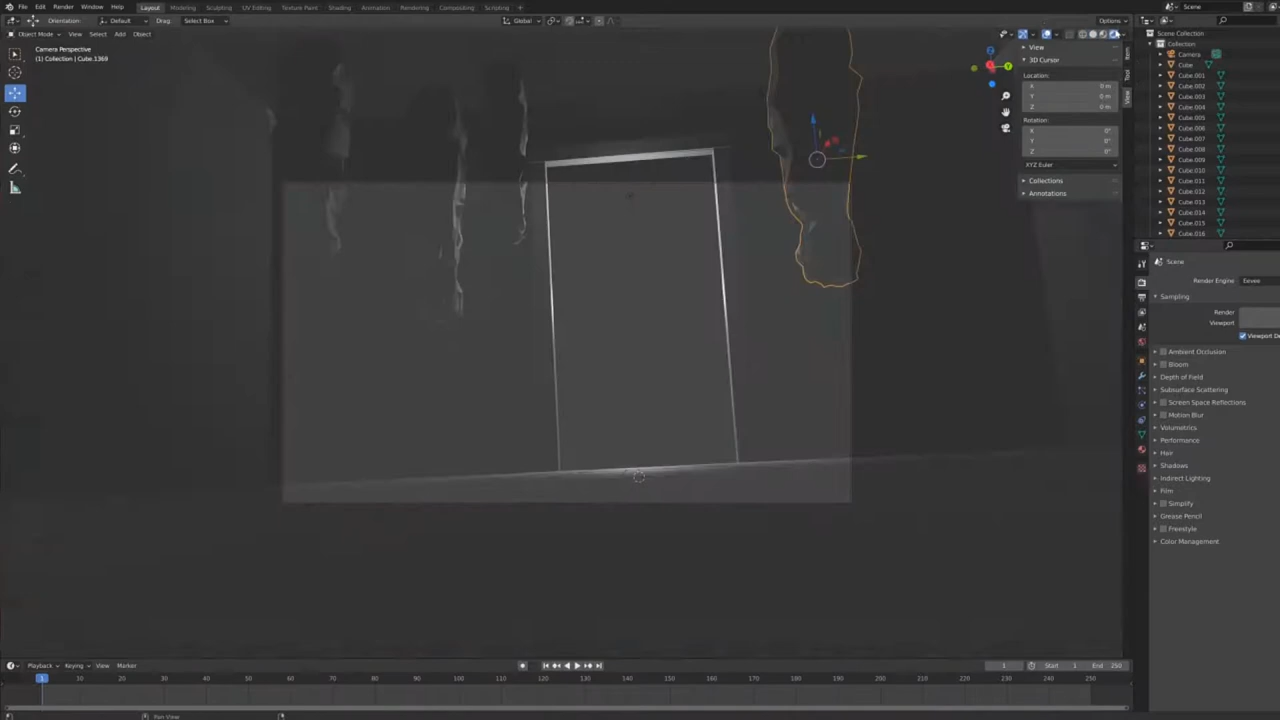 File Edit Render Window Help Layout Modeling Sculpting UV Editing Texture Paint Shading Animation Rendering Compositing Scripting Scene
Orientation: Default Drag: Select Box Global Options
Object Mode View Select Add Object
Camera Perspective
(1) Collection | Cube.1369
View
3D Cursor
Location:
X 0 m
Y 0 m
Z 0 m
Rotation:
X 0°
Y 0°
Z 0°
XYZ Euler
Collections
Annotations
Item
Tool
View
Scene Collection
Collection
Camera
Cube
Cube.001
Cube.002
Cube.003
Cube.004
Cube.005
Cube.006
Cube.007
Cube.008
Cube.009
Cube.010
Cube.011
Cube.012
Cube.013
Cube.014
Cube.015
Cube.016
Scene
Render Engine Eevee
Sampling
Render
Viewport
Viewport De
Ambient Occlusion
Bloom
Depth of Field
Subsurface Scattering
Screen Space Reflections
Motion Blur
Volumetrics
Performance
Hair
Shadows
Indirect Lighting
Film
Simplify
Grease Pencil
Freestyle
Color Management
Playback Keying View Marker 1 Start 1 End 250
1 10 20 30 40 50 60 70 80 90 100 110 120 130 140 150 160 170 180 190 200 210 220 230 240 250
Pan View